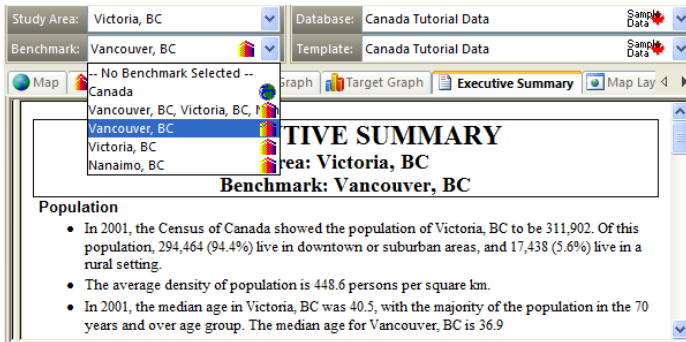 Study Area: Victoria, BC Database: Canada Tutorial Data Sample Data
Benchmark: Vancouver, BC Template: Canada Tutorial Data Sample Data
Map Graph Target Graph Executive Summary Map Lay
-- No Benchmark Selected --
Canada
Vancouver, BC, Victoria, BC, N
Vancouver, BC
Victoria, BC
Nanaimo, BC
TIVE SUMMARY
rea: Victoria, BC
Benchmark: Vancouver, BC
Population
• In 2001, the Census of Canada showed the population of Victoria, BC to be 311,902. Of this
population, 294,464 (94.4%) live in downtown or suburban areas, and 17,438 (5.6%) live in a
rural setting.
• The average density of population is 448.6 persons per square km.
• In 2001, the median age in Victoria, BC was 40.5, with the majority of the population in the 70
years and over age group. The median age for Vancouver, BC is 36.9